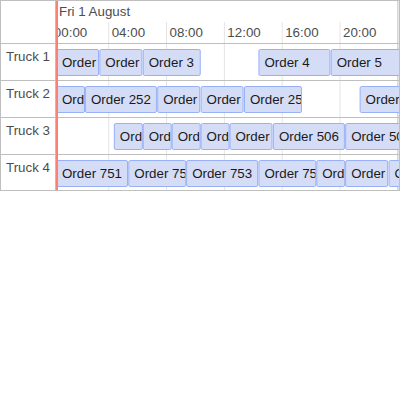 Fri 1 August
00:00 04:00 08:00 12:00 16:00 20:00
Truck 1 Order Order Order 3 Order 4 Order 5
Truck 2 Ord Order 252 Order Order Order 25 Order
Truck 3 Ord Ord Ord Ord Order Order 506 Order 50
Truck 4 Order 751 Order 75 Order 753 Order 75 Ord Order